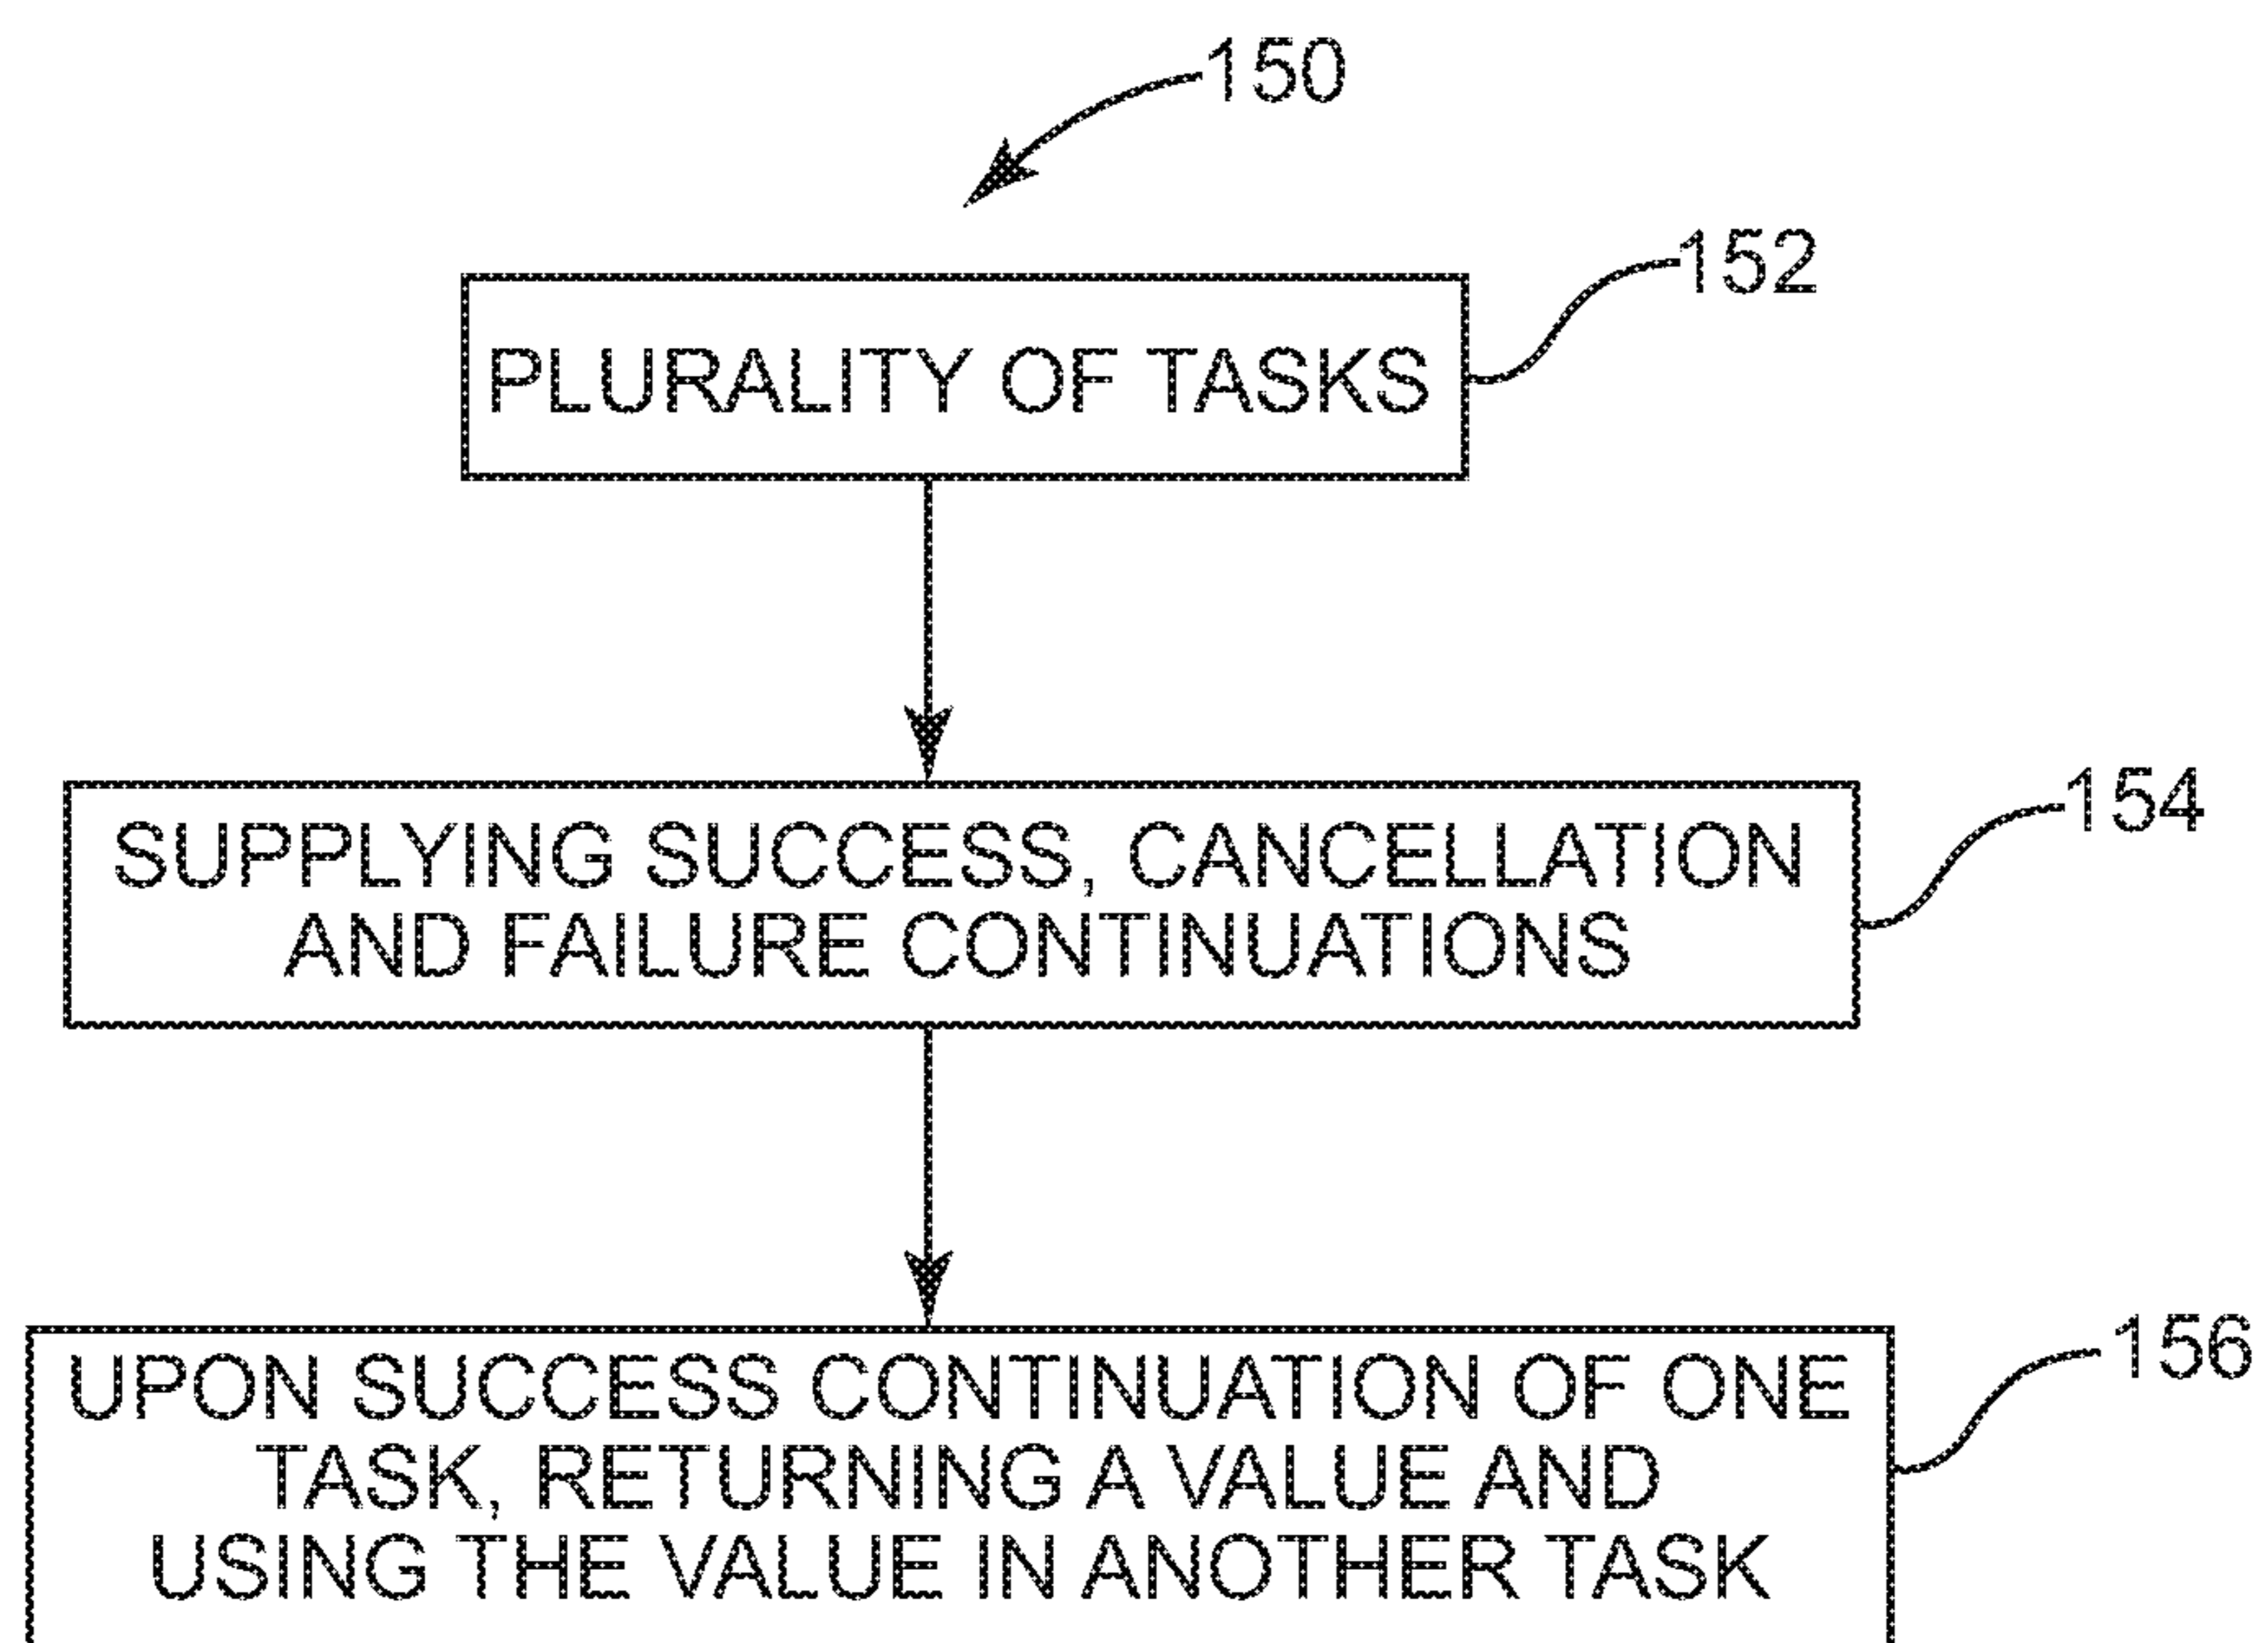 150
152
PLURALITY OF TASKS
154
SUPPLYING SUCCESS, CANCELLATION
AND FAILURE CONTINUATIONS
156
UPON SUCCESS CONTINUATION OF ONE
TASK, RETURNING A VALUE AND
USING THE VALUE IN ANOTHER TASK